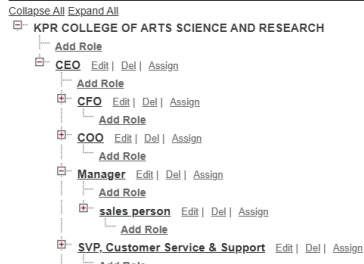 Collapse All Expand All
KPR COLLEGE OF ARTS SCIENCE AND RESEARCH
Add Role
CEO Edit | Del | Assign
Add Role
CFO Edit | Del | Assign
Add Role
COO Edit | Del | Assign
Add Role
Manager Edit | Del | Assign
Add Role
sales person Edit | Del | Assign
Add Role
SVP, Customer Service & Support Edit | Del | Assign
Add Role